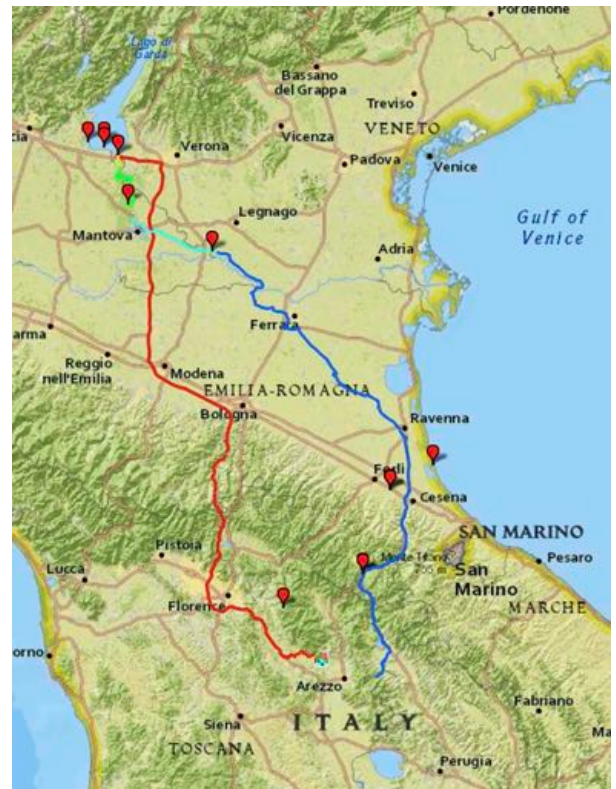 Pordenone
Lago di
Garda
Bassano
del Grappa
Treviso
VENETO
cia
Verona
Vicenza
Padova
Venice
Gulf of
Venice
Legnago
Mantova
Adria
Ferrara
arma
Reggio
nell'Emilia
Modena
EMILIA-ROMAGNA
Bologna
Ravenna
Forlì
Cesena
SAN MARINO
Pistoia
San
Marino
Pesaro
Lucca
MARCHE
Florence
orno
Arezzo
Siena
ITALY
Fabriano
TOSCANA
Ma
Perugia